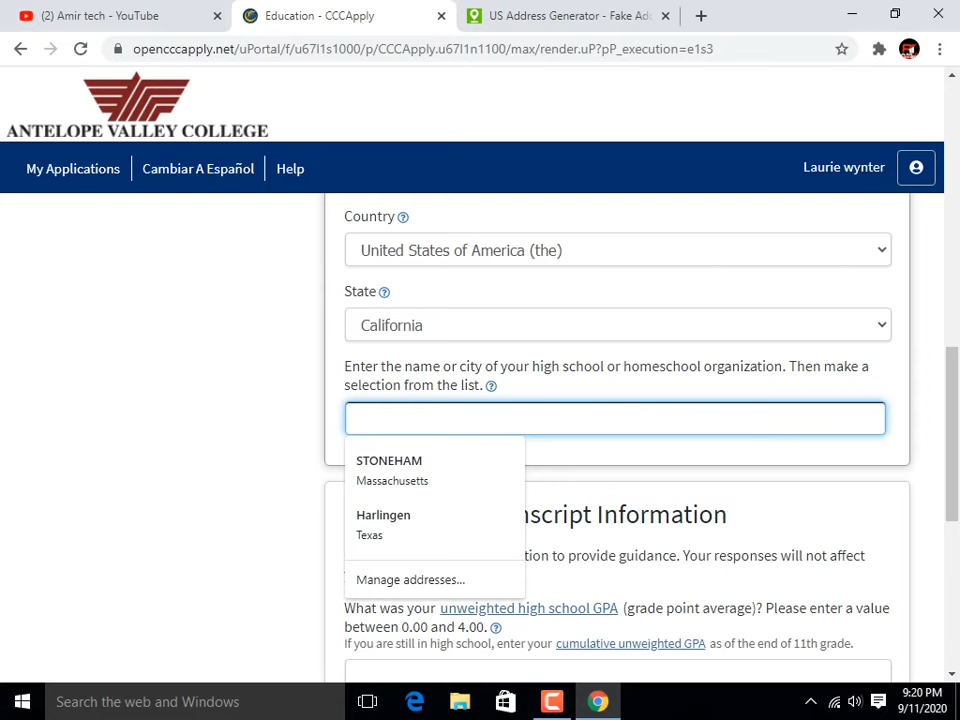 (2) Amir tech - YouTube
Education - CCCApply
US Address Generator - Fake Add
opencccapply.net/uPortal/f/u67l1s1000/p/CCCApply.u67l1n1100/max/render.uP?pP_execution=e1s3
ANTELOPE VALLEY COLLEGE
My Applications
Cambiar A Español
Help
Laurie wynter
Country
United States of America (the)
State
California
Enter the name or city of your high school or homeschool organization. Then make a
selection from the list.
STONEHAM
Massachusetts
Harlingen
Texas
Manage addresses...
nscript Information
tion to provide guidance. Your responses will not affect
What was your unweighted high school GPA (grade point average)? Please enter a value
between 0.00 and 4.00.
If you are still in high school, enter your cumulative unweighted GPA as of the end of 11th grade.
Search the web and Windows
9:20 PM
9/11/2020